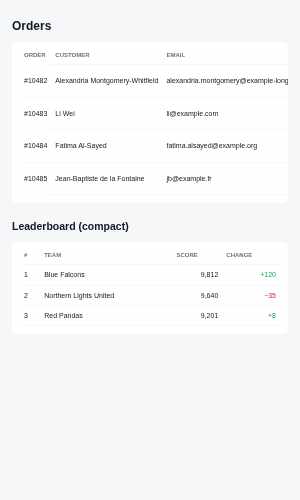 Orders
ORDER CUSTOMER EMAIL
#10482 Alexandria Montgomery-Whitfield alexandria.montgomery@example-long
#10483 Li Wei li@example.com
#10484 Fatima Al-Sayed fatima.alsayed@example.org
#10485 Jean-Baptiste de la Fontaine jb@example.fr
Leaderboard (compact)
# TEAM SCORE CHANGE
1 Blue Falcons 9,812 +120
2 Northern Lights United 9,640 −35
3 Red Pandas 9,201 +8